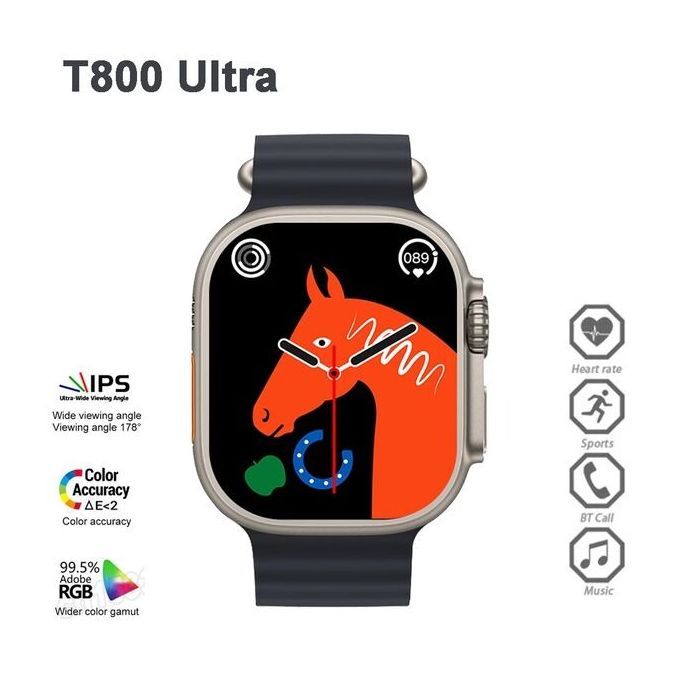 T800 Ultra
089
IPS
Ultra-Wide Viewing Angle
Wide viewing angle
Viewing angle 178°
Color
Accuracy
△E<2
Color accuracy
99.5%
Adobe
RGB
Wider color gamut
Heart rate
Sports
BT Call
Music